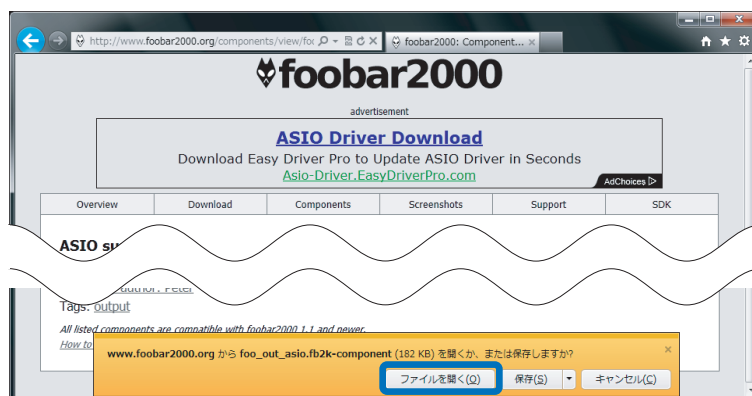 http://www.foobar2000.org/components/view/foo
foobar2000: Component...
foobar2000
advertisement
ASIO Driver Download
Download Easy Driver Pro to Update ASIO Driver in Seconds
Asio-Driver.EasyDriverPro.com
AdChoices
Overview Download Components Screenshots Support SDK
ASIO su
author: Peter
Tags: output
All listed components are compatible with foobar2000 1.1 and newer.
How to
www.foobar2000.org から foo_out_asio.fb2k-component (182 KB) を開くか、または保存しますか?
ファイルを開く(O) 保存(S) キャンセル(C)